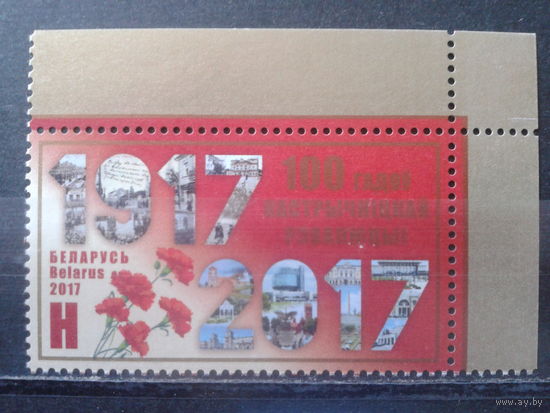 1917
100 гадоў
Кастрычніцкай
рэвалюцыі
БЕЛАРУСЬ
Belarus
2017
2017
Н
www.ay.by